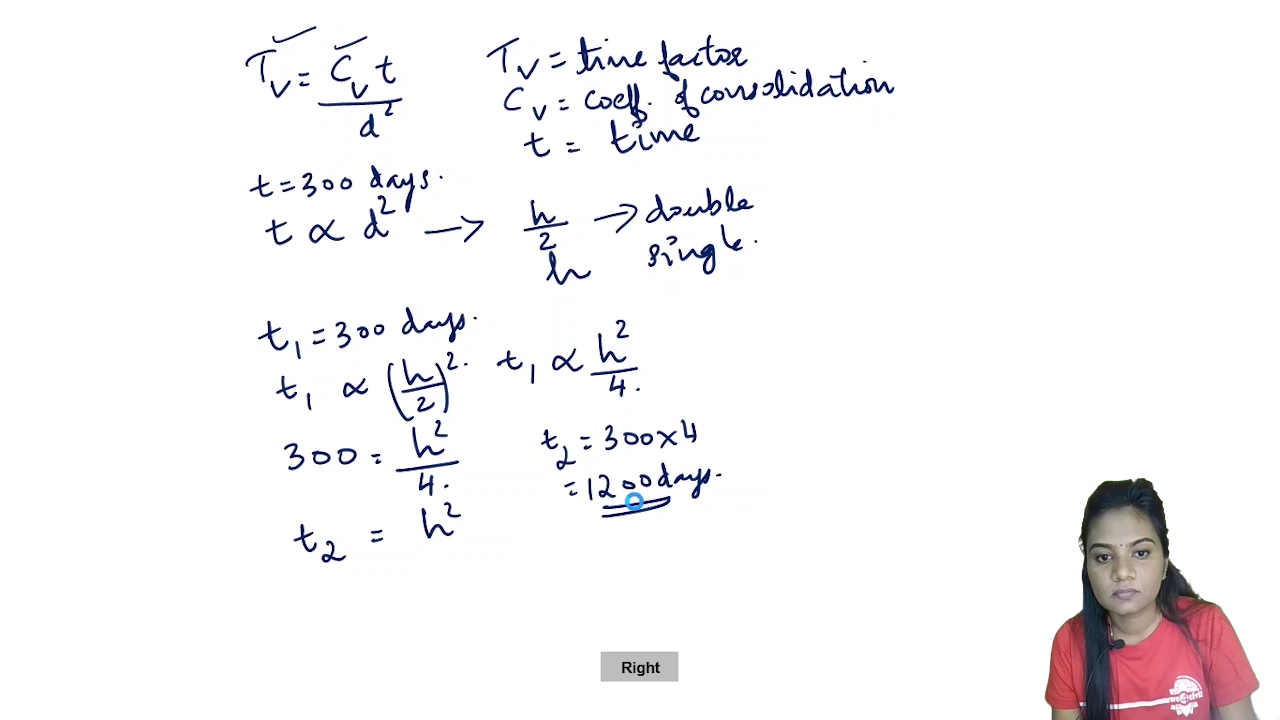 Tv = Cv t / d²
Tv = time factor
Cv = coeff. of consolidation
t = time
t = 300 days.
t ∝ d² → h/2 → double
h single.
t1 = 300 days.
t1 ∝ (h/2)². t1 ∝ h²/4.
300 = h²/4.
t2 = h²
t2 = 300 x 4
= 1200 days.
Right